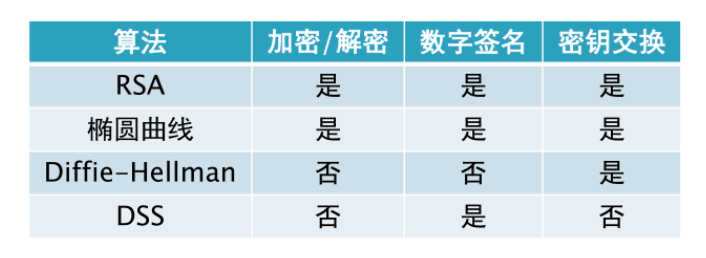 算法 加密/解密 数字签名 密钥交换
RSA 是 是 是
椭圆曲线 是 是 是
Diffie-Hellman 否 否 是
DSS 否 是 否